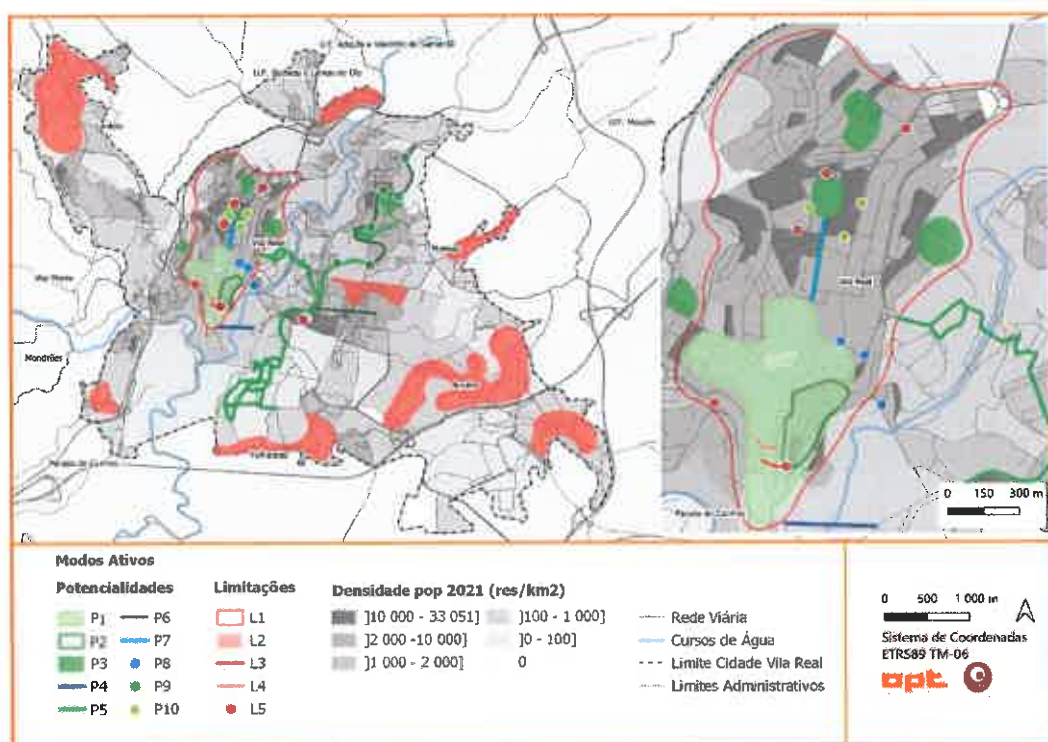 Vila Real
Mondrões
Vila Real
0 150 300 m
Modos Ativos
Potencialidades
P1
P2
P3
P4
P5
P6
P7
P8
P9
P10
Limitações
L1
L2
L3
L4
L5
Densidade pop 2021 (res/km2)
]10 000 - 33 051]
]2 000 -10 000]
]1 000 - 2 000]
]100 - 1 000]
]0 - 100]
0
Rede Viária
Cursos de Água
Limite Cidade Vila Real
Limites Administrativos
0 500 1 000 m
Sistema de Coordenadas
ETRS89 TM-06
opt